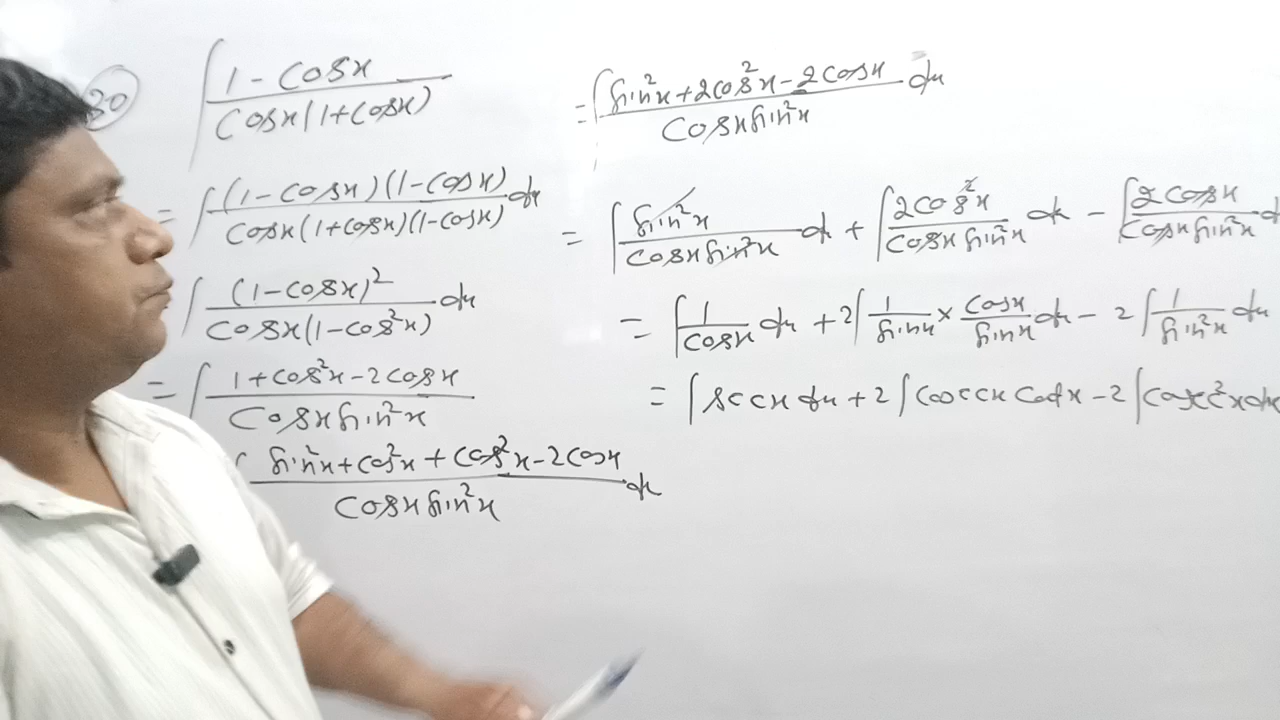 30) ∫ (1 - cosx) / (cosx(1+cosx))
= ∫ ((1-cosx)(1-cosx)) / (cosx(1+cosx)(1-cosx)) dx
∫ (1-cosx)² / (cosx(1-cos²x)) dx
= ∫ (1+cos²x-2cosx) / (cosx sin²x)
∫ (sin²x+cos²x+cos²x-2cosx) / (cosx sin²x) dx
= ∫ (sin²x+2cos²x-2cosx) / (cosx sin²x) dx
= ∫ sin²x / (cosx sin²x) dx + ∫ 2cos²x / (cosx sin²x) dx - ∫ 2cosx / (cosx sin²x) d
= ∫ 1/cosx dx + 2∫ 1/sinx × cosx/sinx dx - 2∫ 1/sin²x dx
= ∫ secx dx + 2∫ cosecx cotx - 2∫ cosec²x dx